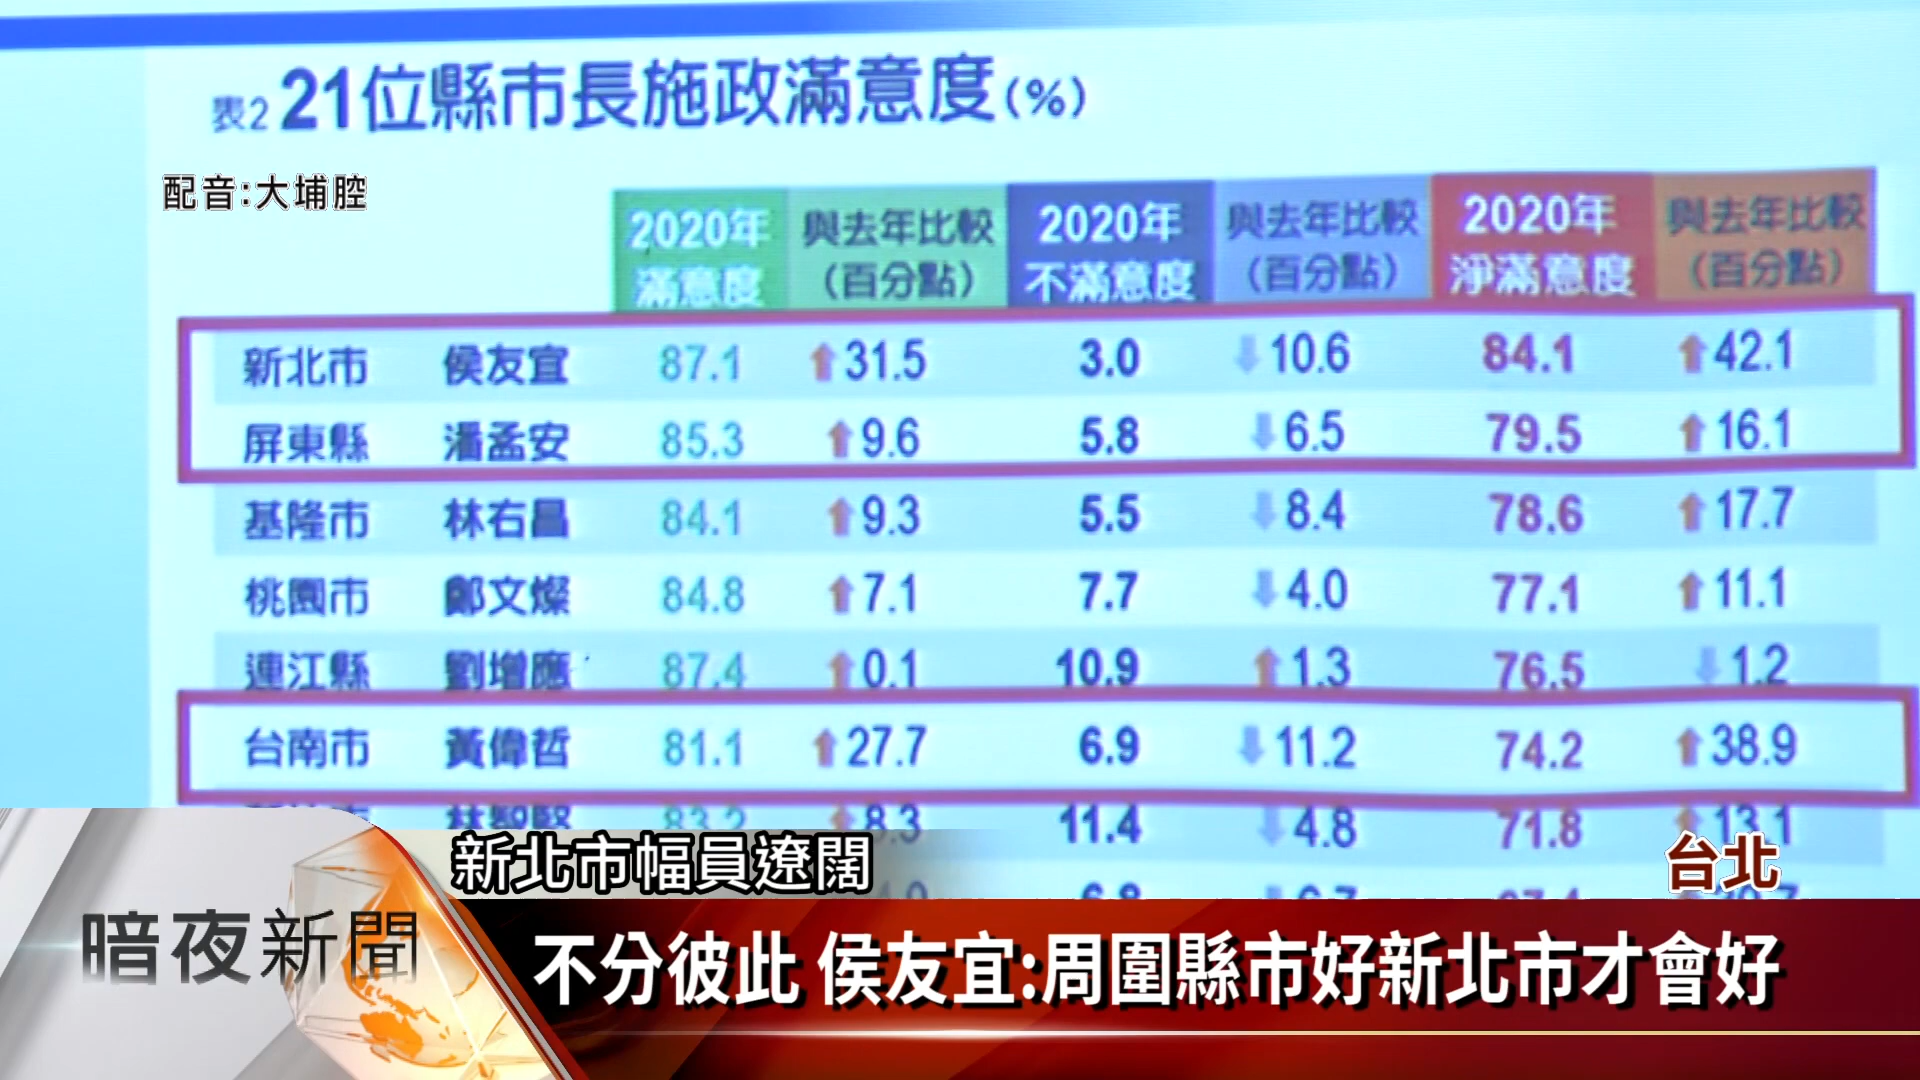 表2 21位縣市長施政滿意度(%)
配音:大埔腔
2020年滿意度 與去年比較(百分點) 2020年不滿意度 與去年比較(百分點) 2020年淨滿意度 與去年比較(百分點)
新北市 侯友宜 87.1 ⬆31.5 3.0 ⬇10.6 84.1 ⬆42.1
屏東縣 潘孟安 85.3 ⬆9.6 5.8 ⬇6.5 79.5 ⬆16.1
基隆市 林右昌 84.1 ⬆9.3 5.5 ⬇8.4 78.6 ⬆17.7
桃園市 鄭文燦 84.8 ⬆7.1 7.7 ⬇4.0 77.1 ⬆11.1
連江縣 劉增應 87.4 ⬆0.1 10.9 ⬆1.3 76.5 ⬇1.2
台南市 黃偉哲 81.1 ⬆27.7 6.9 ⬇11.2 74.2 ⬆38.9
林智堅 83.2 ⬆8.3 11.4 ⬇4.8 71.8 ⬆13.1
新北市幅員遼闊
台北
暗夜新聞
不分彼此 侯友宜:周圍縣市好新北市才會好